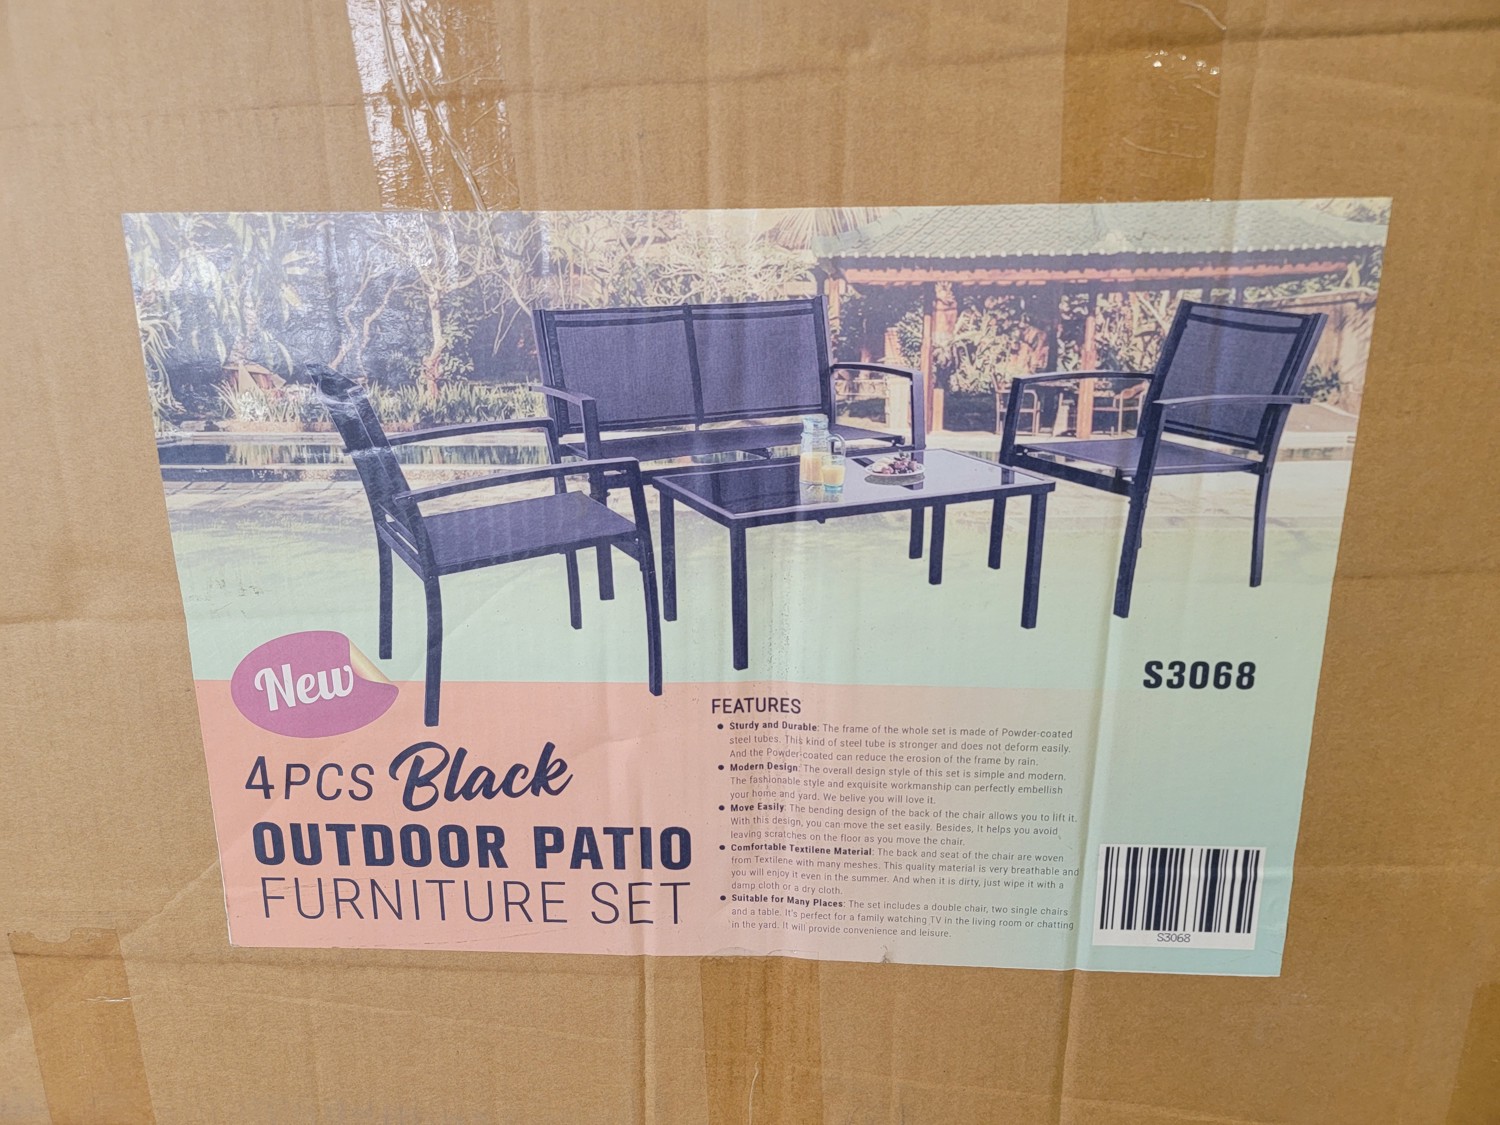 S3068
New
4PCS Black
OUTDOOR PATIO
FURNITURE SET
FEATURES
• Sturdy and Durable: The frame of the whole set is made of Powder-coated
steel tubes. This kind of steel tube is stronger and does not deform easily.
And the Powder-coated can reduce the erosion of the frame by rain.
• Modern Design: The overall design style of this set is simple and modern.
The fashionable style and exquisite workmanship can perfectly embellish
your home and yard. We belive you will love it.
• Move Easily: The bending design of the back of the chair allows you to lift it.
With this design, you can move the set easily. Besides, It helps you avoid
leaving scratches on the floor as you move the chair.
• Comfortable Textilene Material: The back and seat of the chair are woven
from Textilene with many meshes. This quality material is very breathable and
you will enjoy it even in the summer. And when it is dirty, just wipe it with a
damp cloth or a dry cloth.
• Suitable for Many Places: The set includes a double chair, two single chairs
and a table. It's perfect for a family watching TV in the living room or chatting
in the yard. It will provide convenience and leisure.
S3068